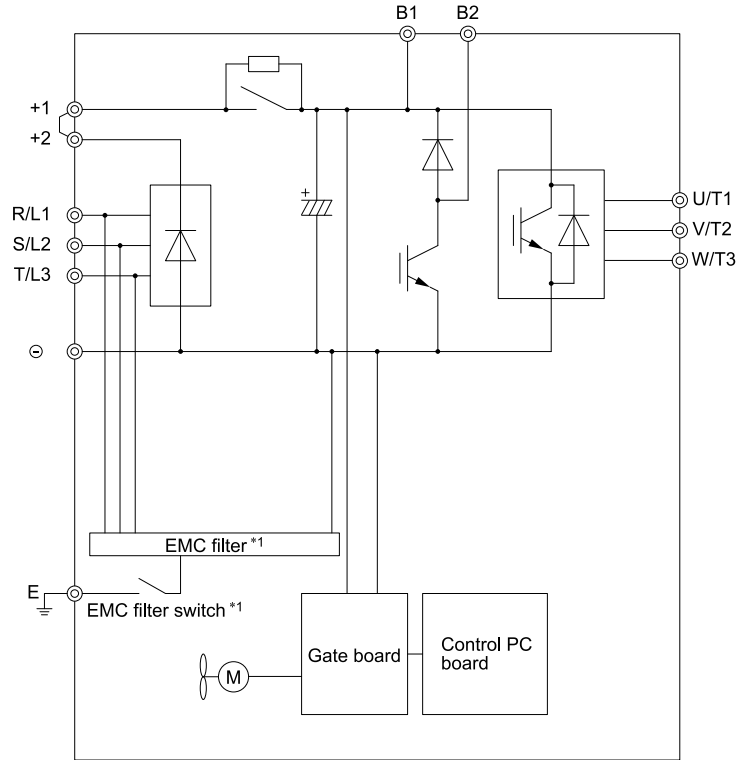 B1 B2
+1
+2
+
R/L1
S/L2
T/L3
U/T1
V/T2
W/T3
⊖
EMC filter *1
E
EMC filter switch *1
Gate board
Control PC
board
M